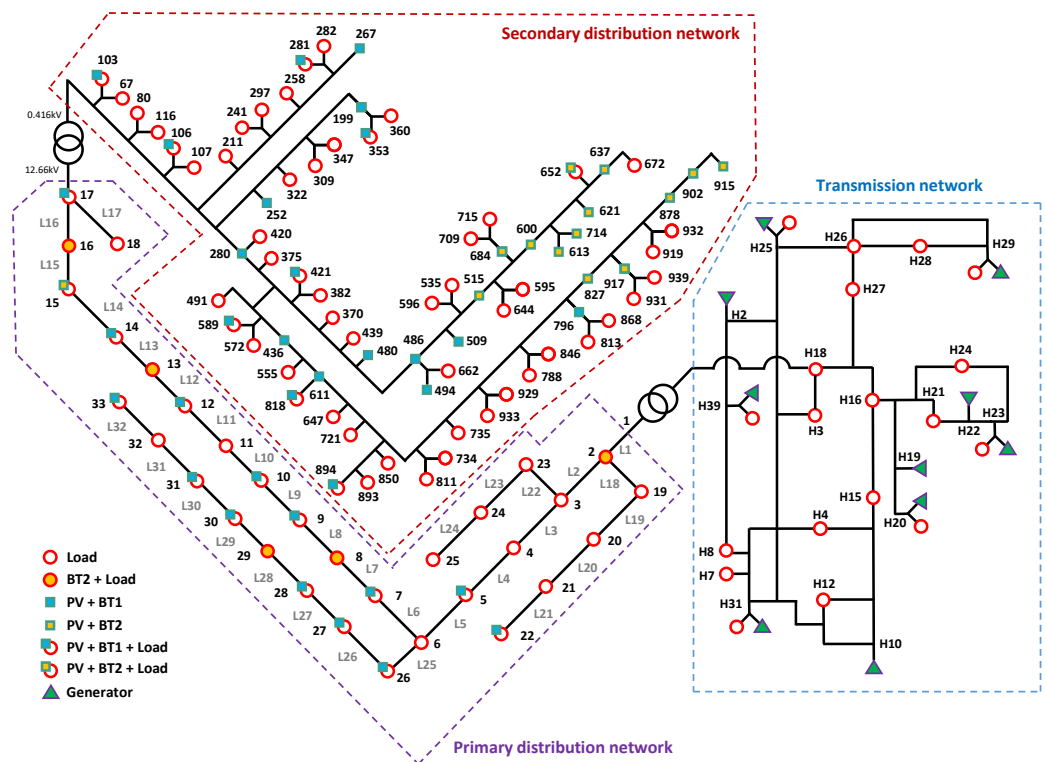 Secondary distribution network
Transmission network
Primary distribution network
0.416kV
12.66kV
103
67
80
116
106
107
282
281
267
258
297
241
211
199
360
353
347
309
322
252
420
280
375
421
382
370
439
480
491
589
572
436
555
611
818
647
721
894
893
850
734
811
735
933
929
788
846
813
868
796
827
917
931
939
919
932
878
902
915
672
637
652
621
714
613
600
715
709
684
515
595
644
535
596
486
509
662
494
17
L17
L16
16
18
L15
15
L14
14
L13
13
L12
12
L11
11
L10
10
L9
9
L8
8
L7
7
L6
6
L25
33
L32
32
L31
31
L30
30
L29
29
L28
28
L27
27
L26
26
1
L1
2
L2
L18
19
L19
20
L20
21
L21
22
23
L22
L23
24
L24
25
3
L3
4
L4
5
L5
H25
H26
H28
H29
H27
H2
H18
H24
H39
H3
H16
H21
H22
H23
H19
H15
H20
H4
H8
H7
H12
H31
H10
Load
BT2 + Load
PV + BT1
PV + BT2
PV + BT1 + Load
PV + BT2 + Load
Generator